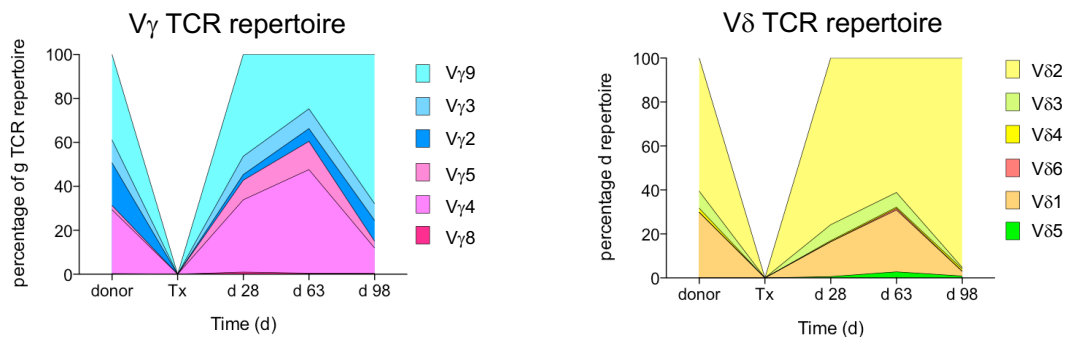 Vγ TCR repertoire
percentage of g TCR repertoire
100
80
60
40
20
0
donor
Tx
d 28
d 63
d 98
Time (d)
Vγ9
Vγ3
Vγ2
Vγ5
Vγ4
Vγ8
Vδ TCR repertoire
percentage d repertoire
100
80
60
40
20
0
donor
Tx
d 28
d 63
d 98
Time (d)
Vδ2
Vδ3
Vδ4
Vδ6
Vδ1
Vδ5